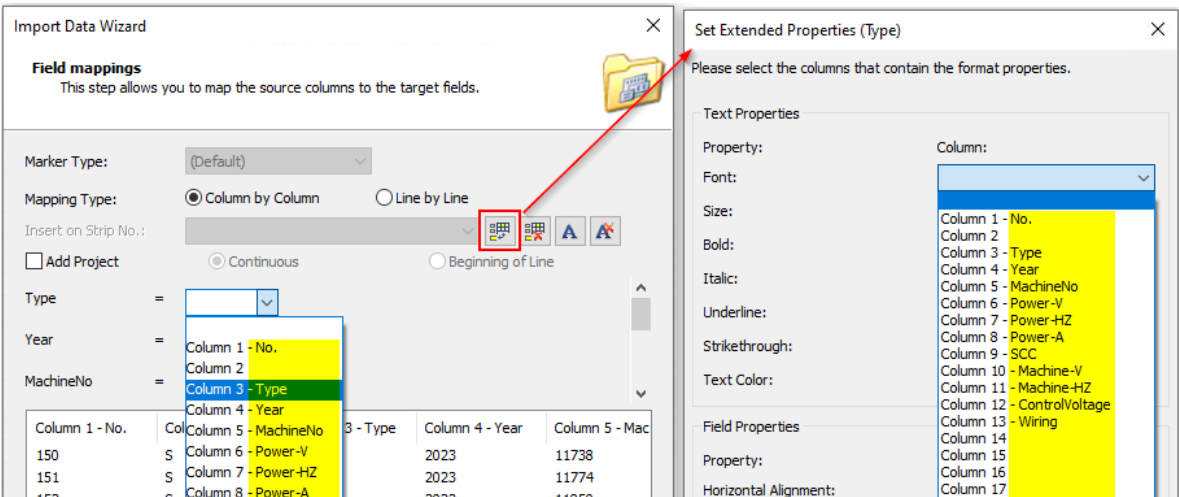 Import Data Wizard
Field mappings
This step allows you to map the source columns to the target fields.
Marker Type: (Default)
Mapping Type: Column by Column Line by Line
Insert on Strip No.:
Add Project Continuous Beginning of Line
Type =
Year =
MachineNo =
Column 1 - No.
Column 2
Column 3 - Type
Column 4 - Year
Column 5 - MachineNo
Column 6 - Power-V
Column 7 - Power-HZ
Column 8 - Power-A
Column 1 - No. Col 3 - Type Column 4 - Year Column 5 - Mac
150 S 2023 11738
151 S 2023 11774
Set Extended Properties (Type)
Please select the columns that contain the format properties.
Text Properties
Property: Column:
Font:
Size:
Bold:
Italic:
Underline:
Strikethrough:
Text Color:
Column 1 - No.
Column 2
Column 3 - Type
Column 4 - Year
Column 5 - MachineNo
Column 6 - Power-V
Column 7 - Power-HZ
Column 8 - Power-A
Column 9 - SCC
Column 10 - Machine-V
Column 11 - Machine-HZ
Column 12 - ControlVoltage
Column 13 - Wiring
Column 14
Column 15
Column 16
Column 17
Field Properties
Property:
Horizontal Alignment: